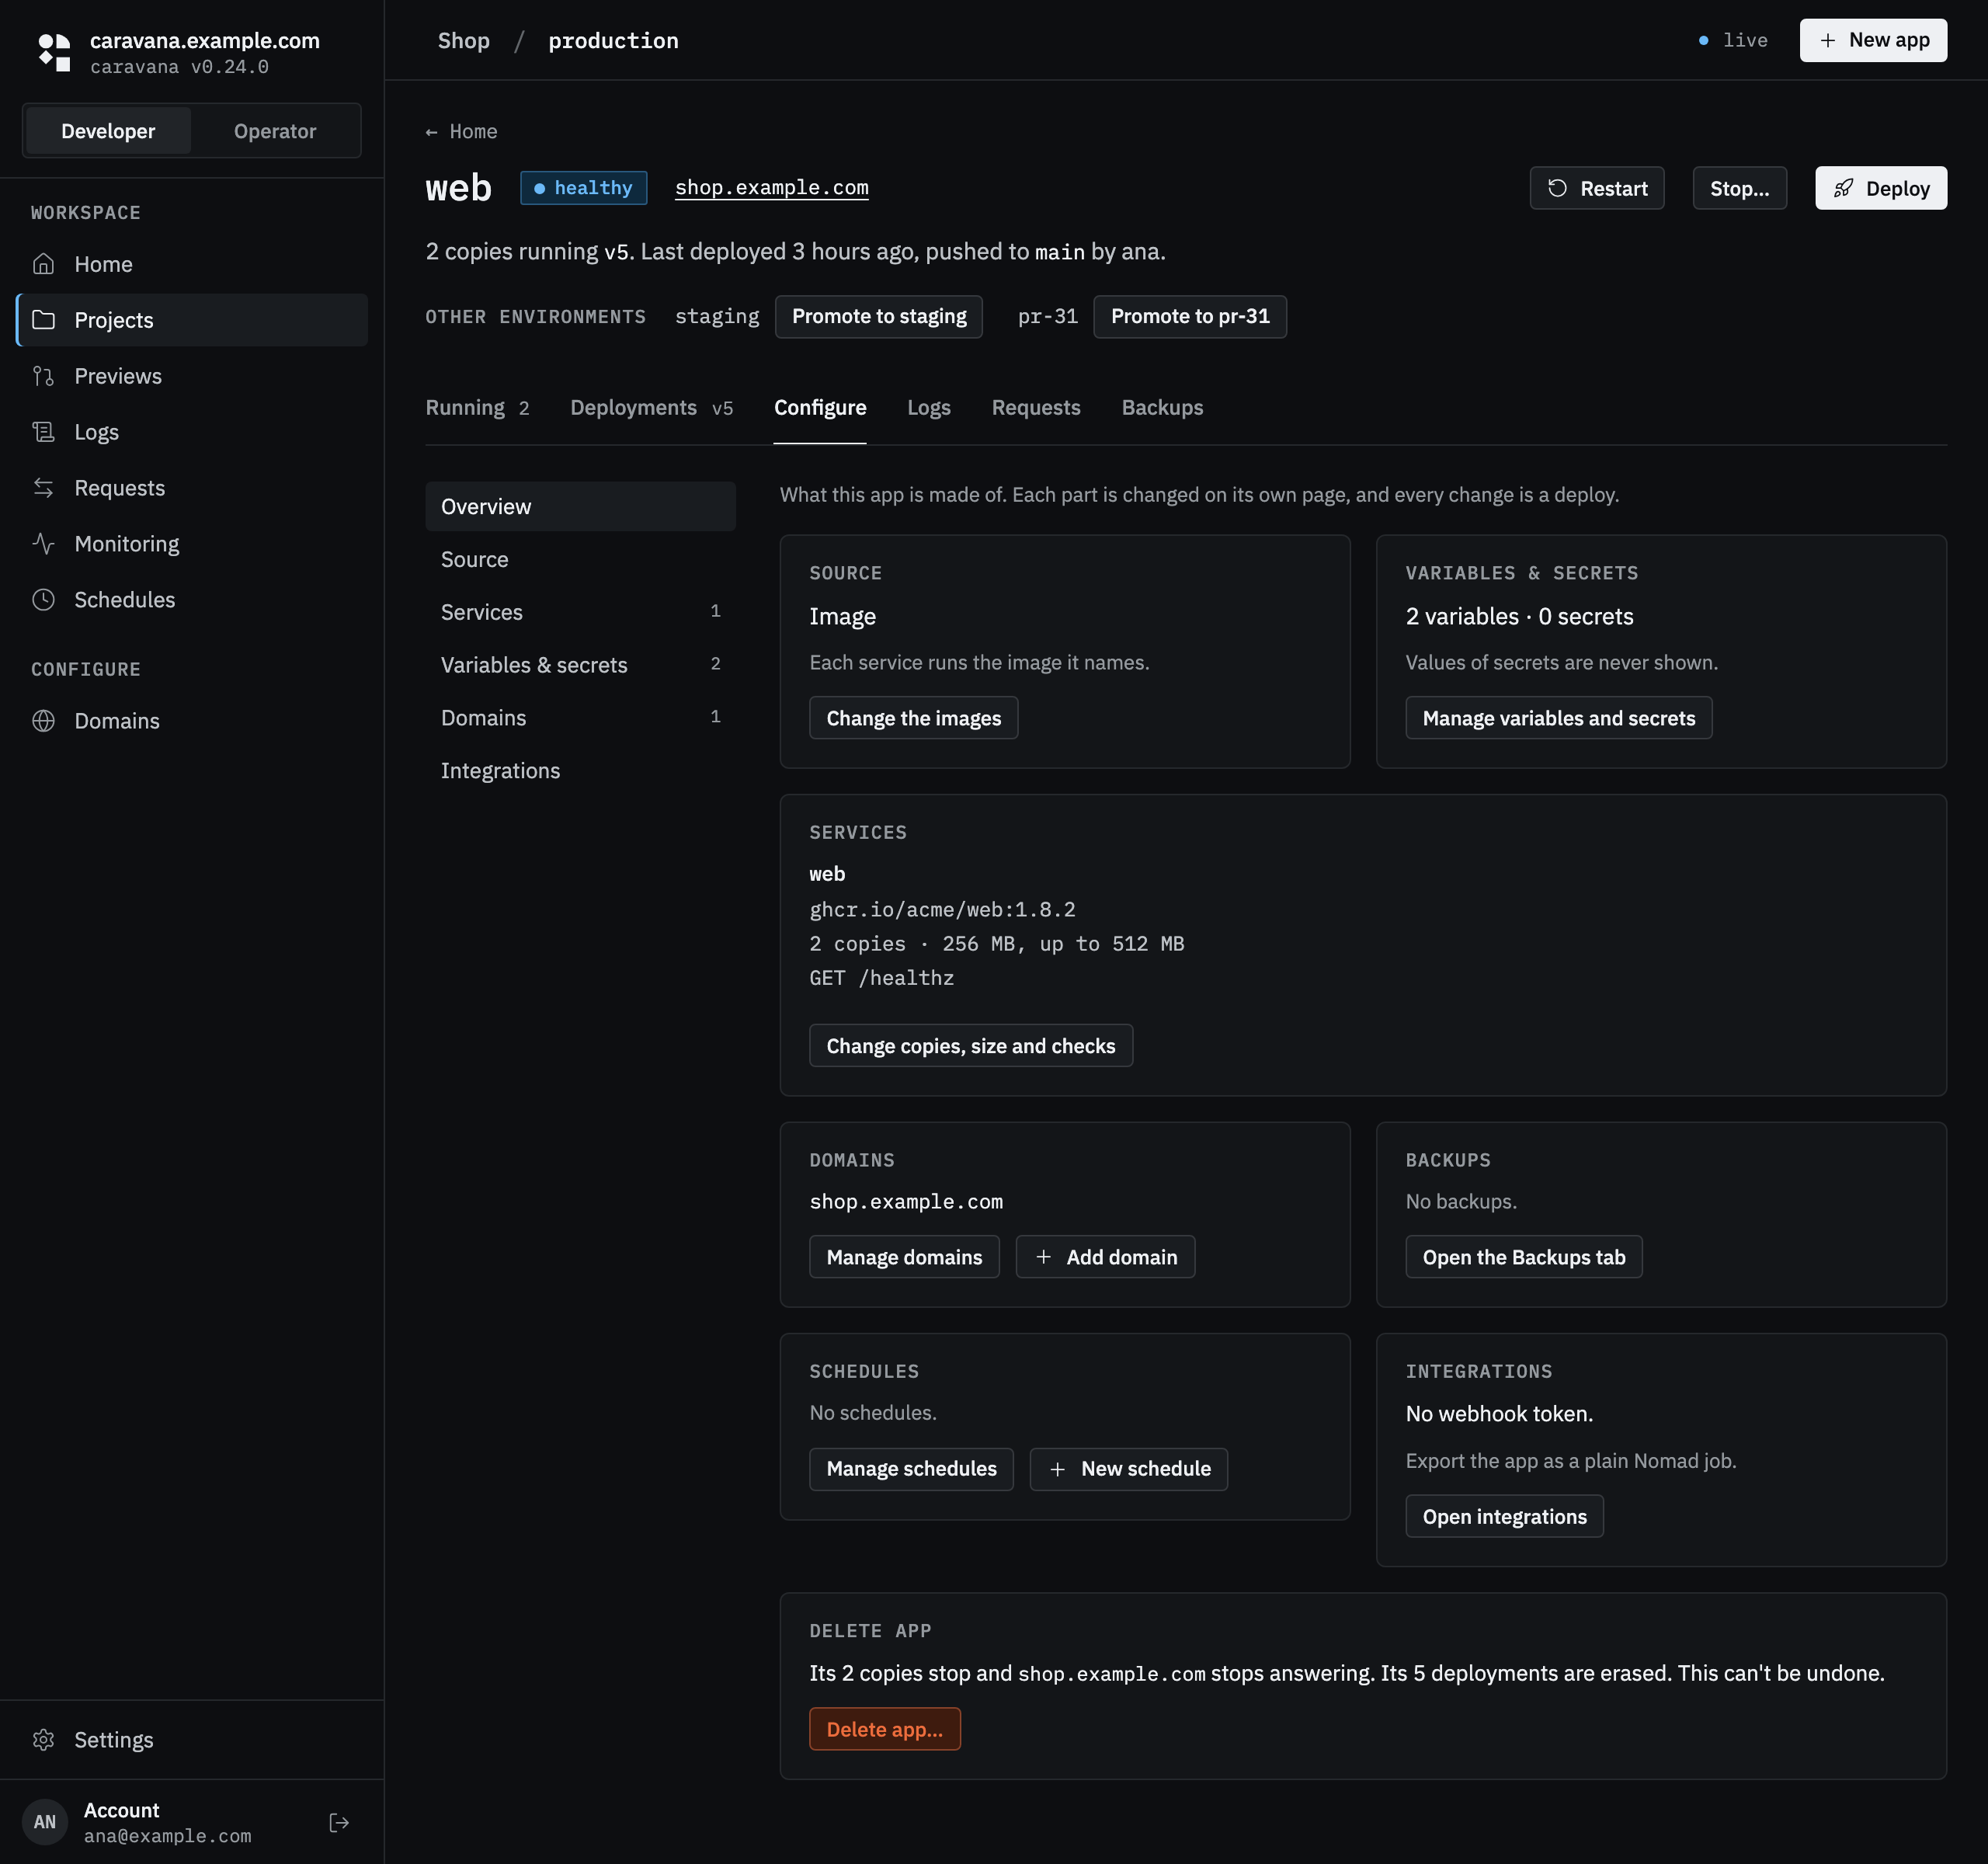 caravana.example.com
caravana v0.24.0
Developer
Operator
WORKSPACE
Home
Projects
Previews
Logs
Requests
Monitoring
Schedules
CONFIGURE
Domains
Settings
AN
Account
ana@example.com
Shop / production
live
+ New app
← Home
web
healthy
shop.example.com
Restart
Stop...
Deploy
2 copies running v5. Last deployed 3 hours ago, pushed to main by ana.
OTHER ENVIRONMENTS
staging
Promote to staging
pr-31
Promote to pr-31
Running 2
Deployments v5
Configure
Logs
Requests
Backups
Overview
Source
Services 1
Variables & secrets 2
Domains 1
Integrations
What this app is made of. Each part is changed on its own page, and every change is a deploy.
SOURCE
Image
Each service runs the image it names.
Change the images
VARIABLES & SECRETS
2 variables · 0 secrets
Values of secrets are never shown.
Manage variables and secrets
SERVICES
web
ghcr.io/acme/web:1.8.2
2 copies · 256 MB, up to 512 MB
GET /healthz
Change copies, size and checks
DOMAINS
shop.example.com
Manage domains
+ Add domain
BACKUPS
No backups.
Open the Backups tab
SCHEDULES
No schedules.
Manage schedules
+ New schedule
INTEGRATIONS
No webhook token.
Export the app as a plain Nomad job.
Open integrations
DELETE APP
Its 2 copies stop and shop.example.com stops answering. Its 5 deployments are erased. This can't be undone.
Delete app...